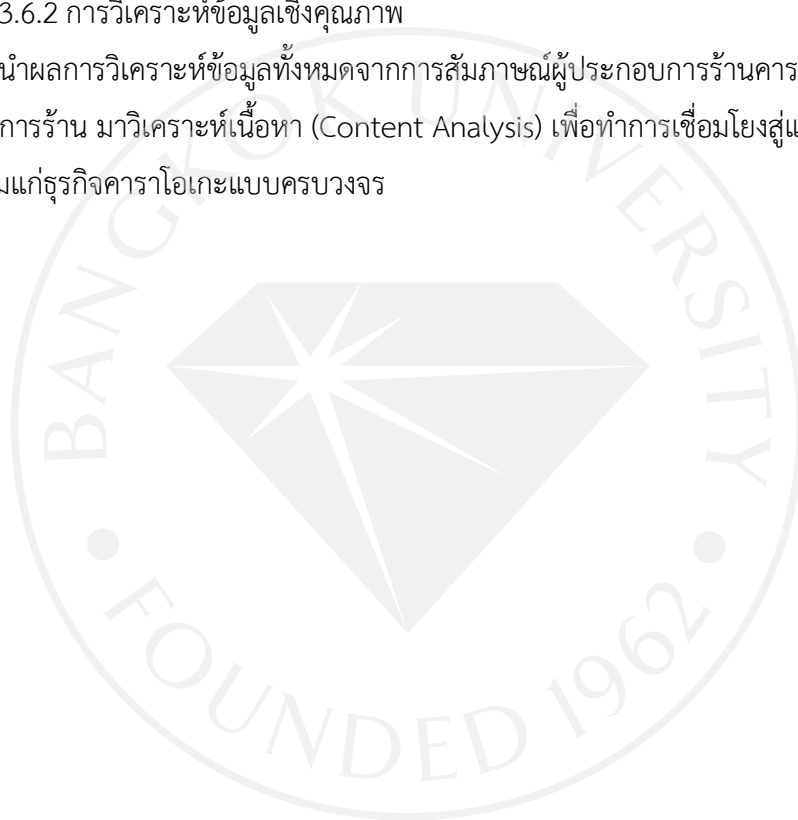 3.6.2 การวิเคราะห์ข้อมูลเชิงคุณภาพ
นำผลการวิเคราะห์ข้อมูลทั้งหมดจากการสัมภาษณ์ผู้ประกอบการร้านคาร
การร้าน มาวิเคราะห์เนื้อหา (Content Analysis) เพื่อทำการเชื่อมโยงสู่แ
มแก่ธุรกิจคาราโอเกะแบบครบวงจร
BANGKOK UNIVERSITY
FOUNDED 1962